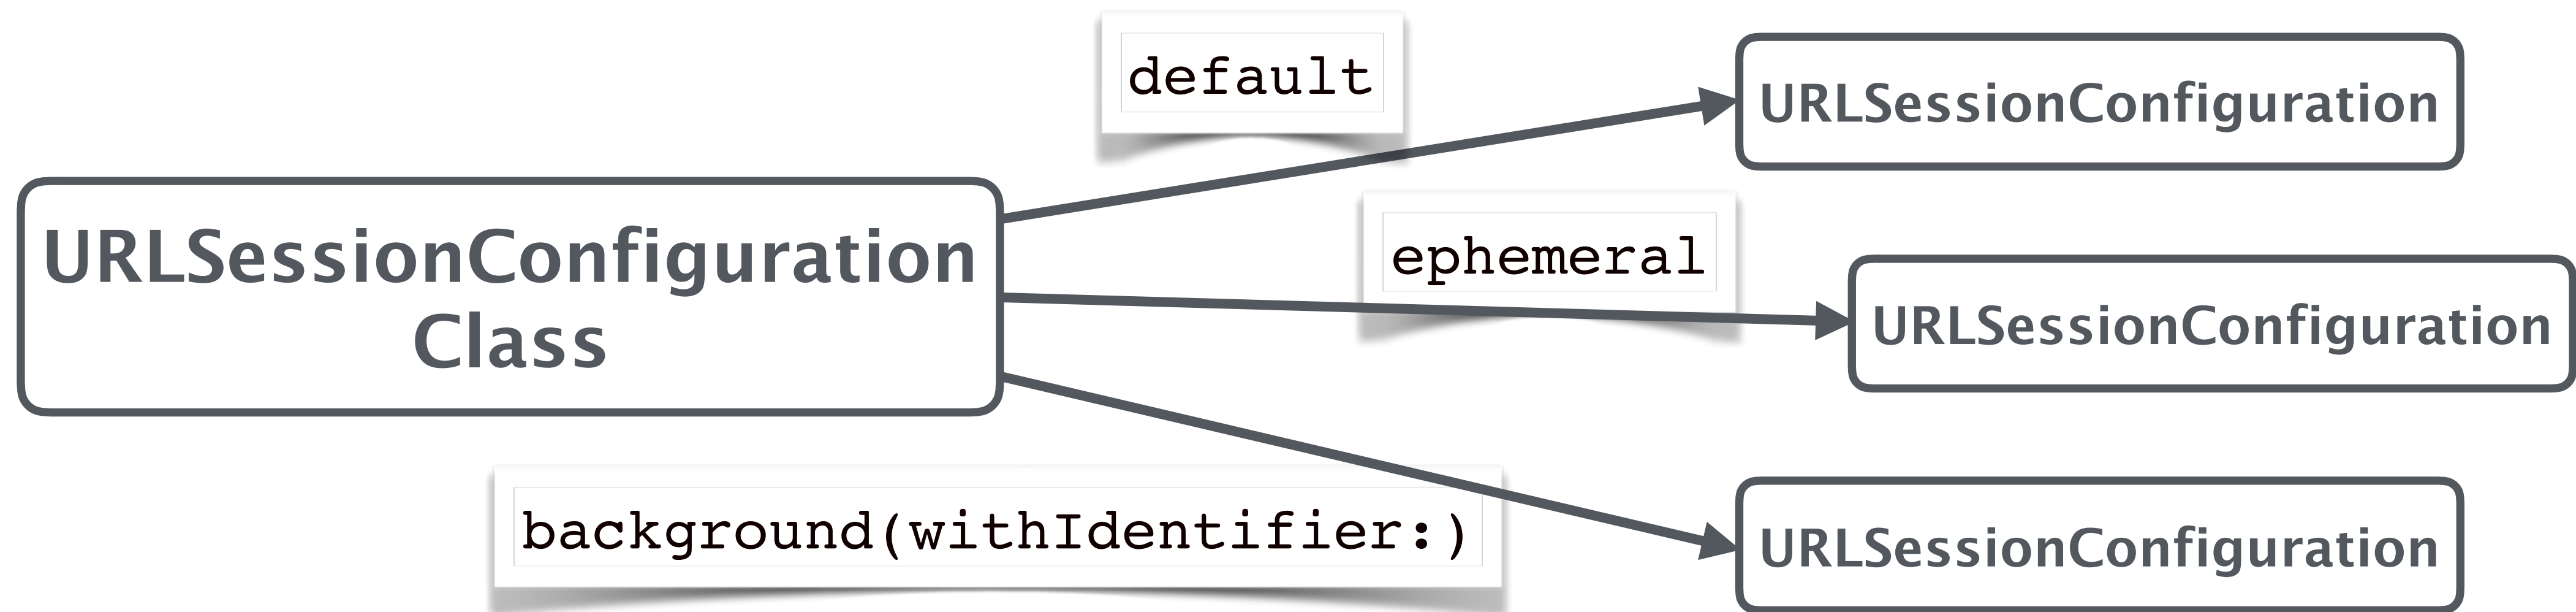 default
URLSessionConfiguration
URLSessionConfiguration
Class
ephemeral
URLSessionConfiguration
background(withIdentifier:)
URLSessionConfiguration